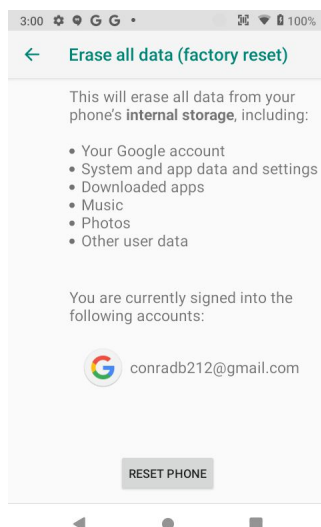 3:00 G G • 100%
Erase all data (factory reset)
This will erase all data from your
phone's internal storage, including:
• Your Google account
• System and app data and settings
• Downloaded apps
• Music
• Photos
• Other user data
You are currently signed into the
following accounts:
G conradb212@gmail.com
RESET PHONE